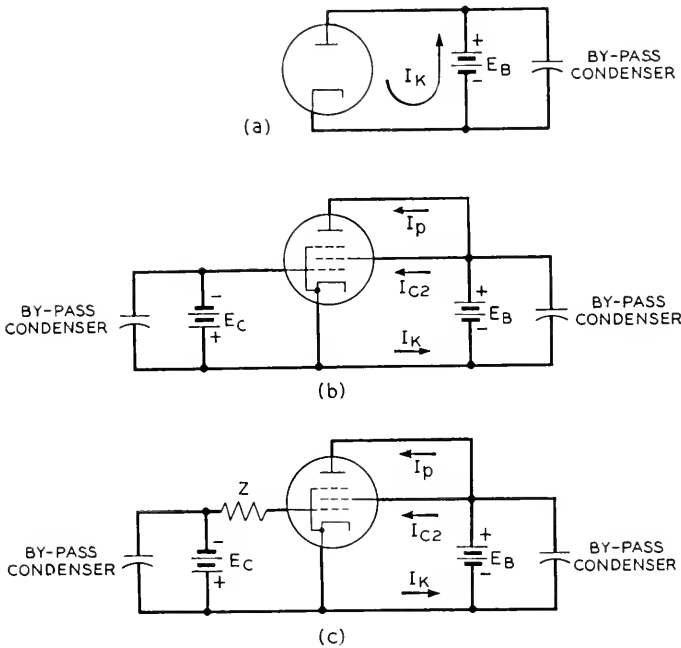 +
I_K
E_B
-
BY-PASS
CONDENSER
(a)
I_p
-
E_C
+
I_C2
+
E_B
-
I_K
BY-PASS
CONDENSER
BY-PASS
CONDENSER
(b)
I_p
Z
-
E_C
+
I_C2
+
E_B
-
I_K
BY-PASS
CONDENSER
BY-PASS
CONDENSER
(c)